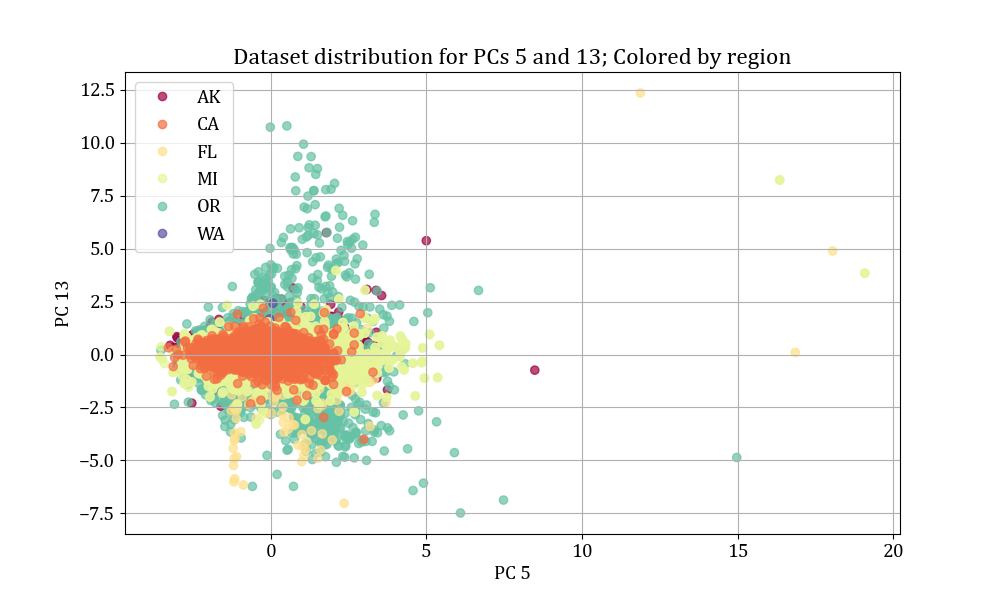 Dataset distribution for PCs 5 and 13; Colored by region
12.5
10.0
7.5
5.0
2.5
0.0
−2.5
−5.0
−7.5
PC 13
AK
CA
FL
MI
OR
WA
0
5
10
15
20
PC 5